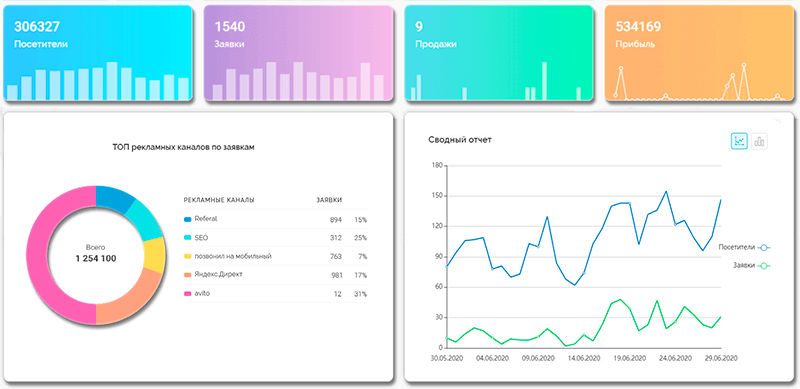 306327
Посетители
1540
Заявки
9
Продажи
534169
Прибыль
ТОП рекламных каналов по заявкам
Всего
1 254 100
РЕКЛАМНЫЕ КАНАЛЫ ЗАЯВКИ
Referal 894 15%
SEO 312 25%
позвонил на мобильный 763 7%
Яндекс.Директ 981 17%
avito 12 31%
Сводный отчет
180
150
120
90
60
30
0
Посетители
Заявки
30.05.2020 04.06.2020 09.06.2020 14.06.2020 19.06.2020 24.06.2020 29.06.2020